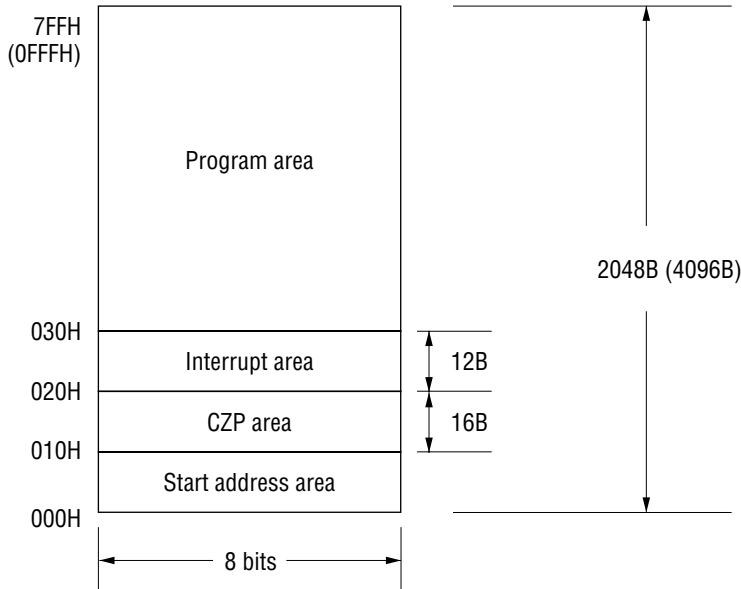 7FFH
(0FFFH)
Program area
2048B (4096B)
030H
Interrupt area
12B
020H
CZP area
16B
010H
Start address area
000H
8 bits